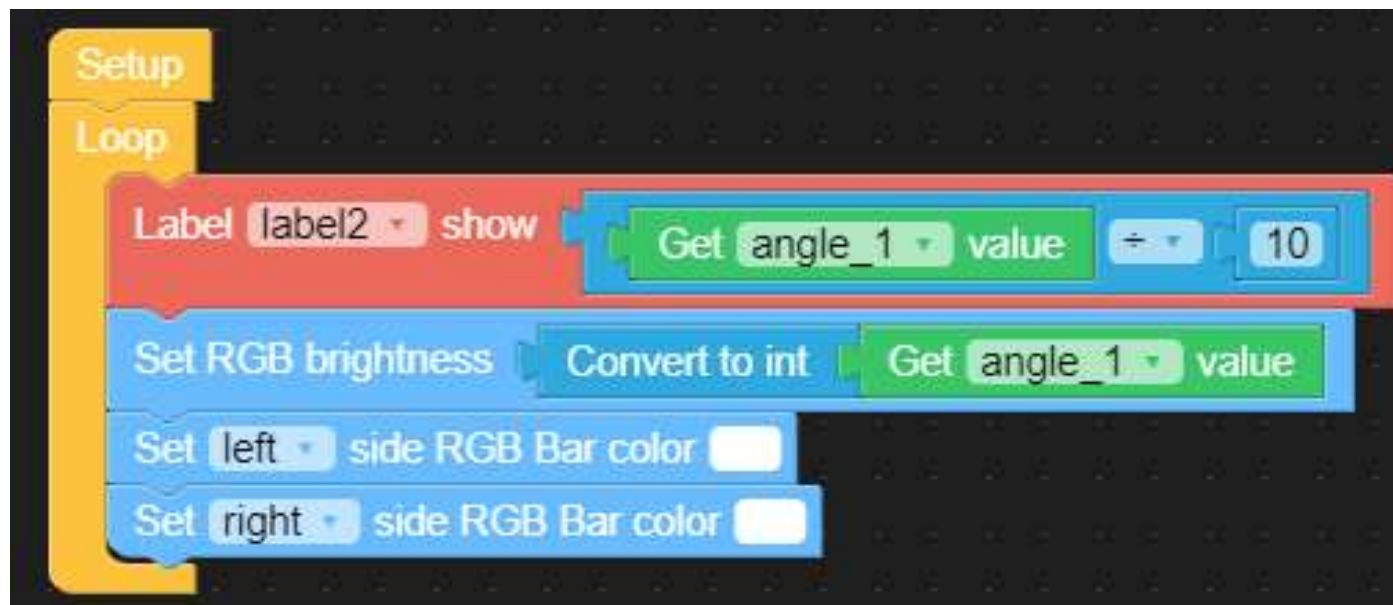 Setup
Loop
Label label2 show Get angle_1 value ÷ 10
Set RGB brightness Convert to int Get angle_1 value
Set left side RGB Bar color
Set right side RGB Bar color